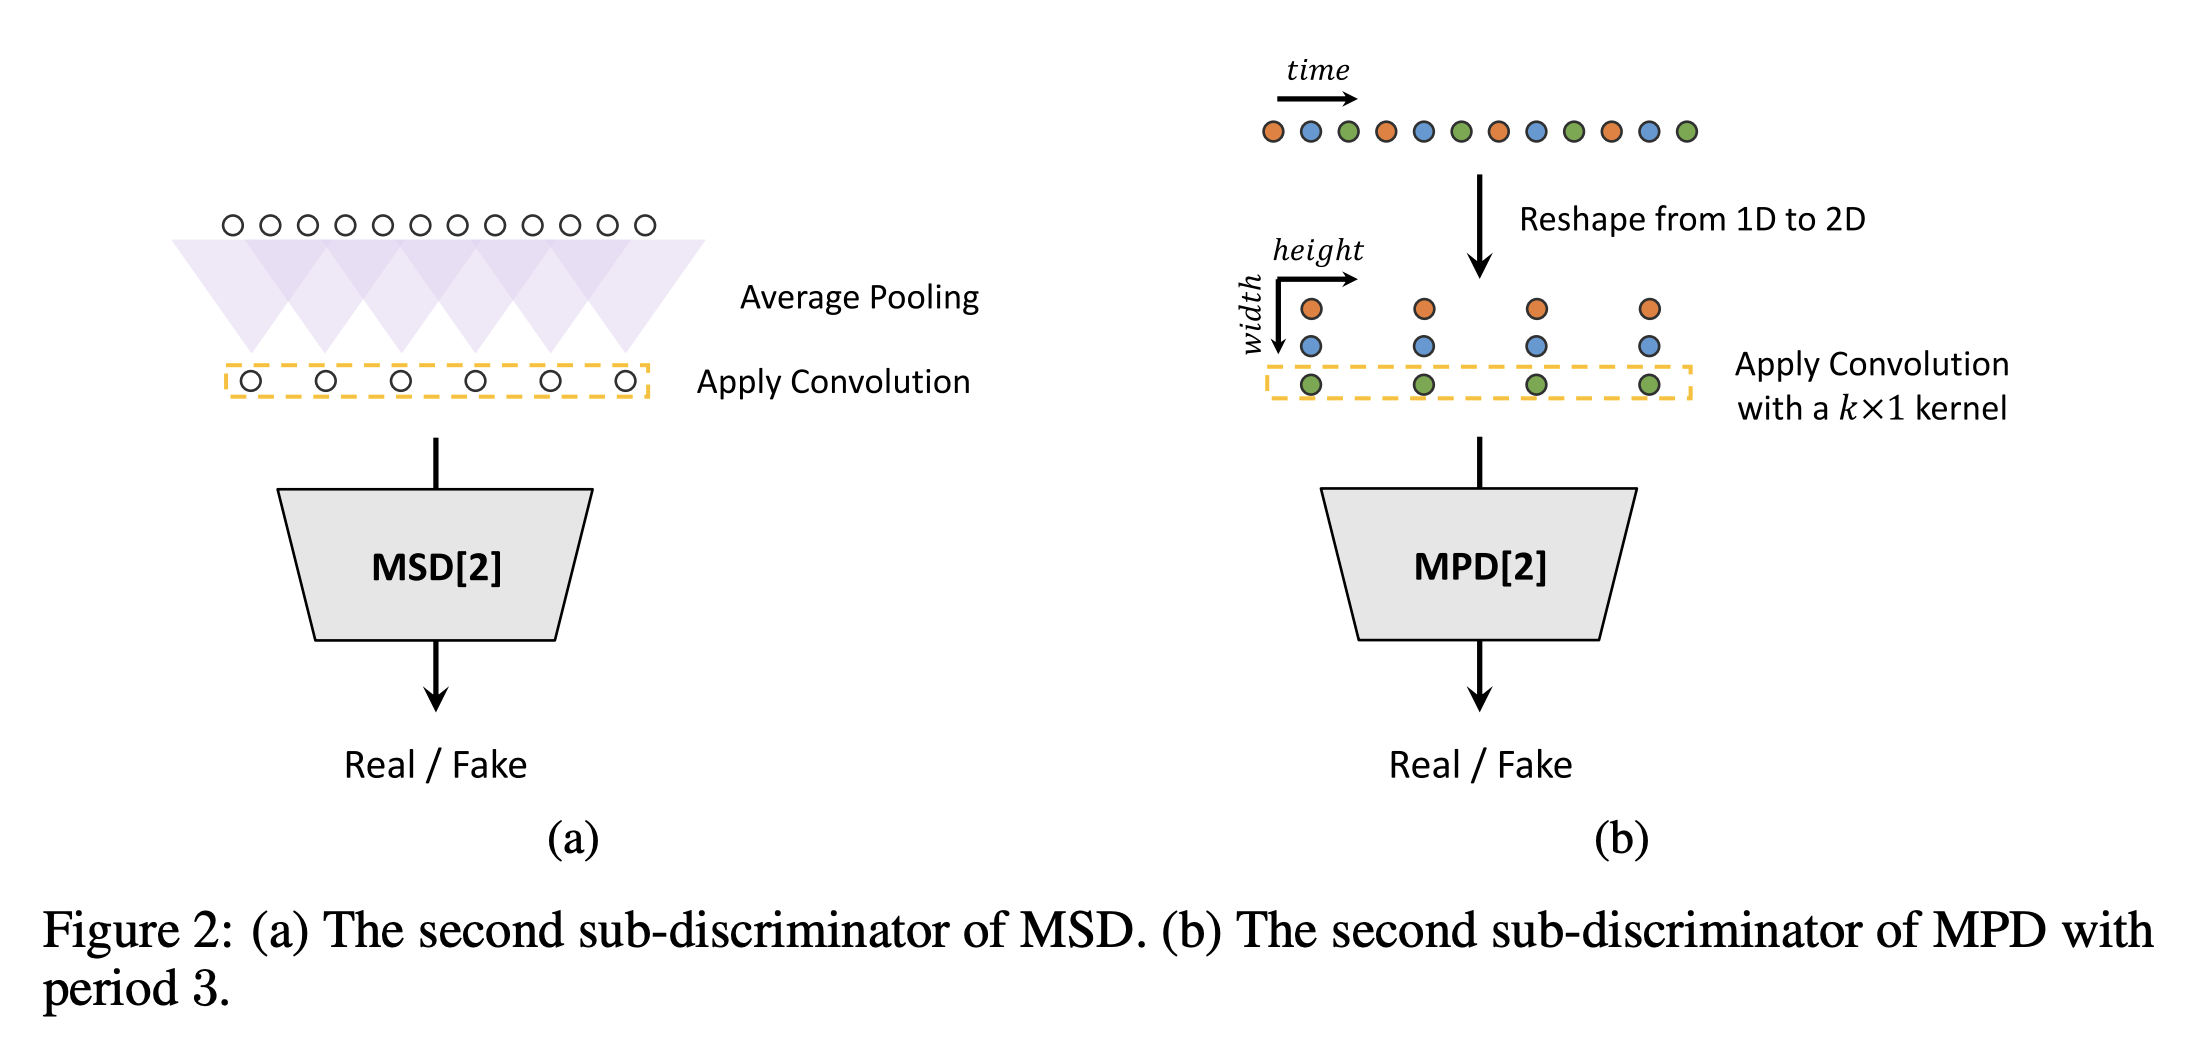 Average Pooling
Apply Convolution
MSD[2]
Real / Fake
(a)
time
Reshape from 1D to 2D
height
width
Apply Convolution
with a k×1 kernel
MPD[2]
Real / Fake
(b)
Figure 2: (a) The second sub-discriminator of MSD. (b) The second sub-discriminator of MPD with
period 3.